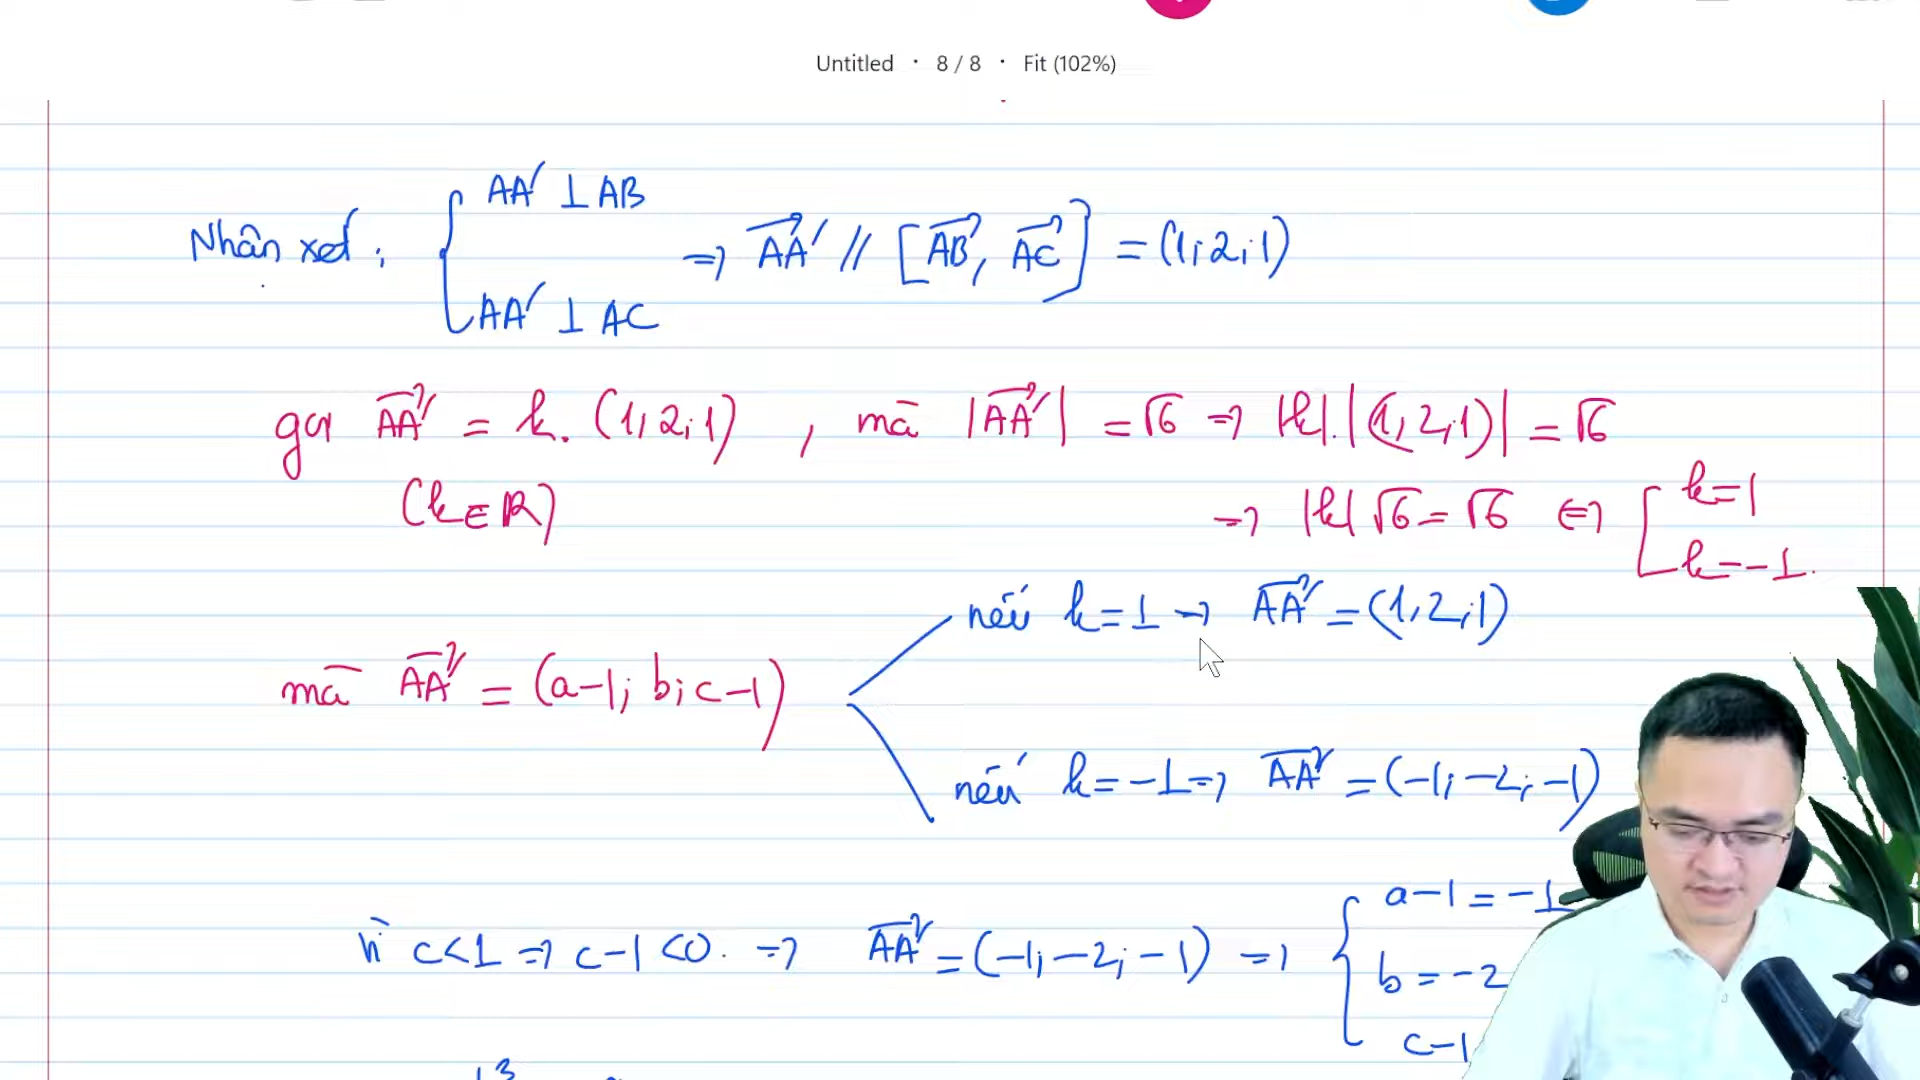 Untitled · 8 / 8 · Fit (102%)
Nhận xét : { AA' ⊥ AB
AA' ⊥ AC
⇒ AA' // [AB, AC] = (1; 2; 1)
gọi AA' = k. (1; 2; 1) , mà |AA'| = √6 ⇒ |k|.|(1; 2; 1)| = √6
(k ∈ R) ⇒ |k| √6 = √6 ⇔ [ k = 1
k = -1.
nếu k = 1 ⇒ AA' = (1; 2; 1)
mà AA' = (a-1; b; c-1)
nếu k = -1 ⇒ AA' = (-1; -2; -1)
vì c < 1 ⇒ c-1 < 0. ⇒ AA' = (-1; -2; -1) ⇒ { a-1 = -1
b = -2
c-1